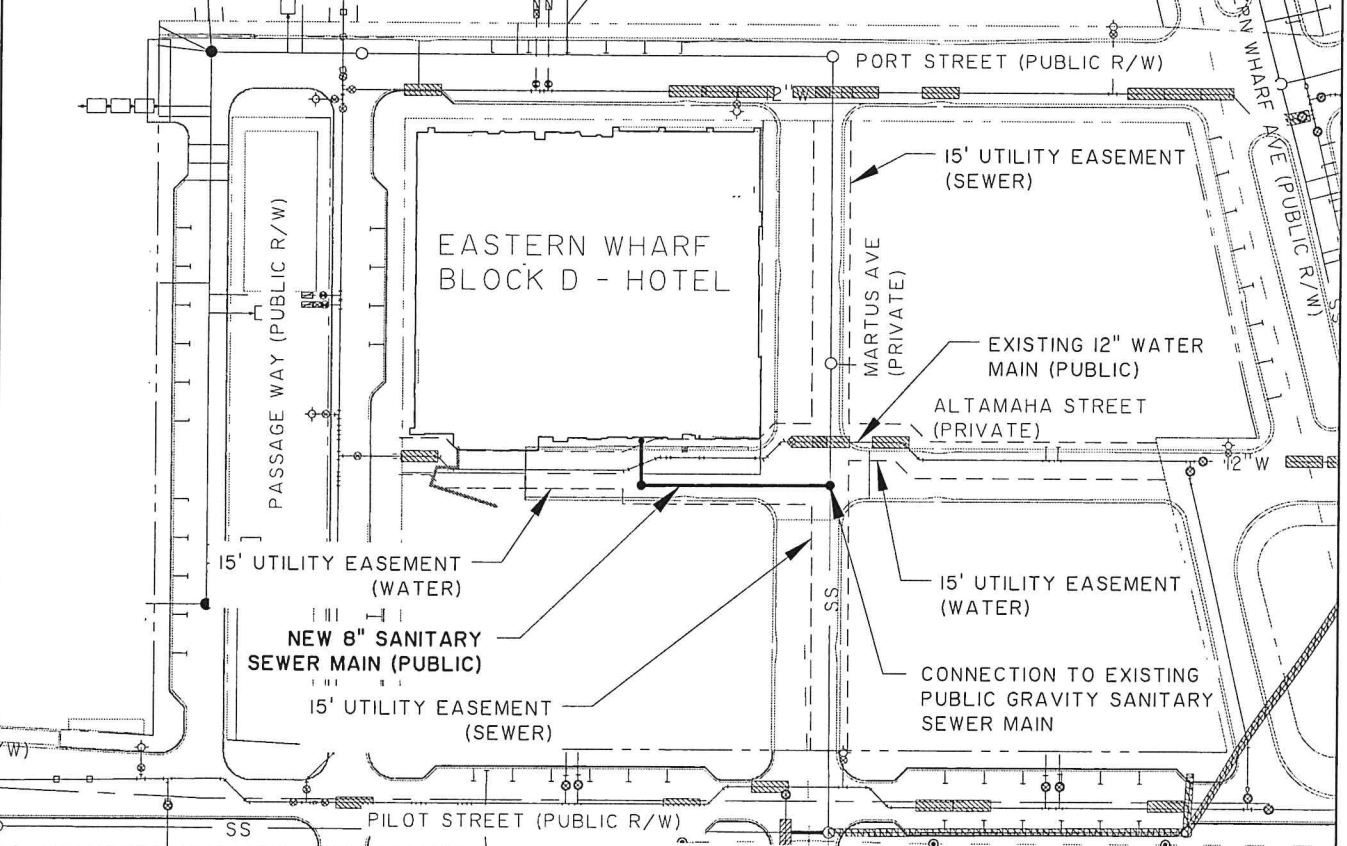 PORT STREET (PUBLIC R/W)
12" W
RN WHARF AVE (PUBLIC R/W)
15' UTILITY EASEMENT
(SEWER)
PASSAGE WAY (PUBLIC R/W)
EASTERN WHARF
BLOCK D - HOTEL
MARTUS AVE
(PRIVATE)
EXISTING 12" WATER
MAIN (PUBLIC)
ALTAMAHA STREET
(PRIVATE)
12" W
SS
15' UTILITY EASEMENT
(WATER)
15' UTILITY EASEMENT
(WATER)
SS
NEW 8" SANITARY
SEWER MAIN (PUBLIC)
CONNECTION TO EXISTING
PUBLIC GRAVITY SANITARY
SEWER MAIN
15' UTILITY EASEMENT
(SEWER)
W)
PILOT STREET (PUBLIC R/W)
SS